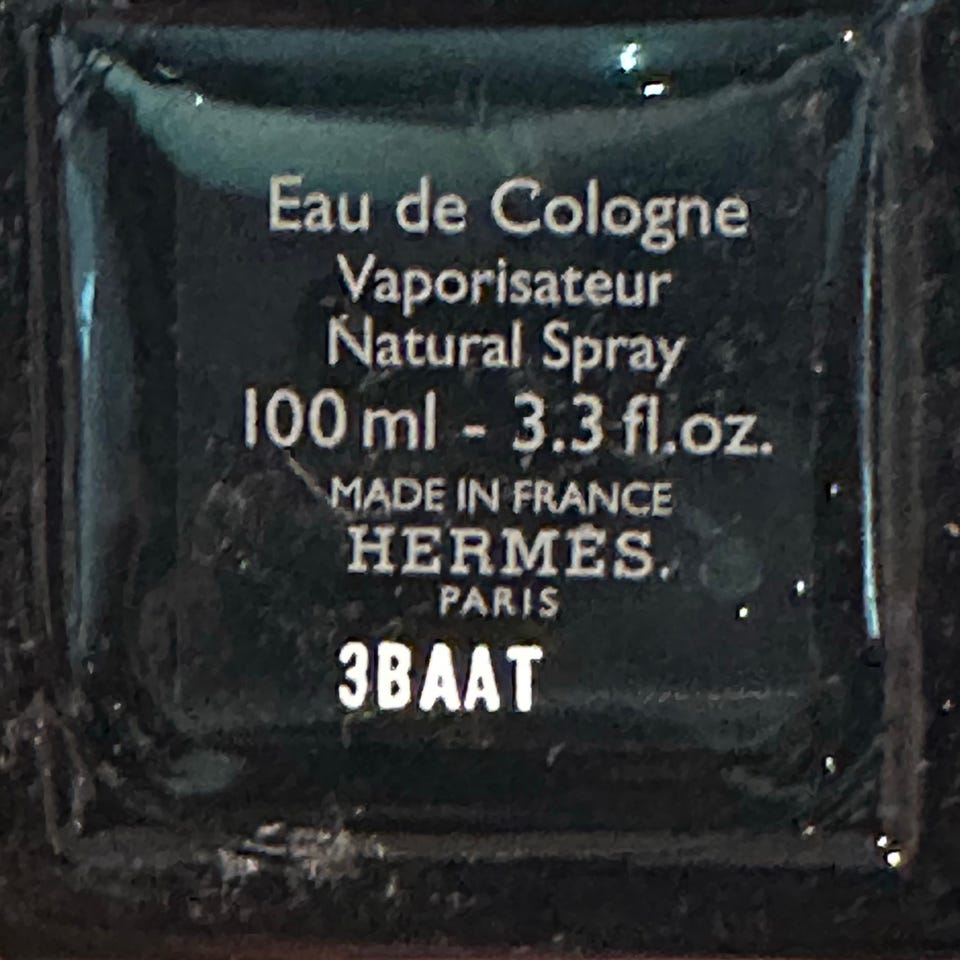 Eau de Cologne
Vaporisateur
Natural Spray
100 ml - 3.3 fl.oz.
MADE IN FRANCE
HERMÈS.
PARIS
3BAAT